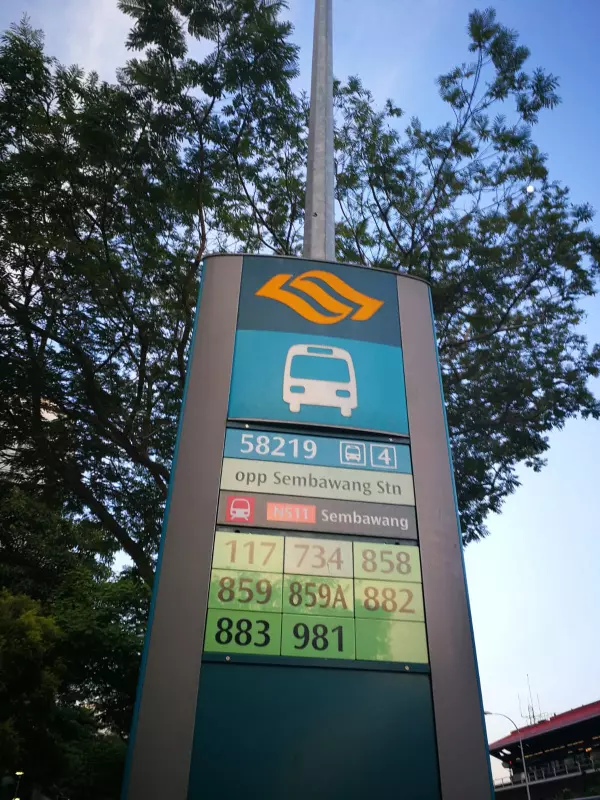 58219 4
opp Sembawang Stn
NS11 Sembawang
117 734 858
859 859A 882
883 981